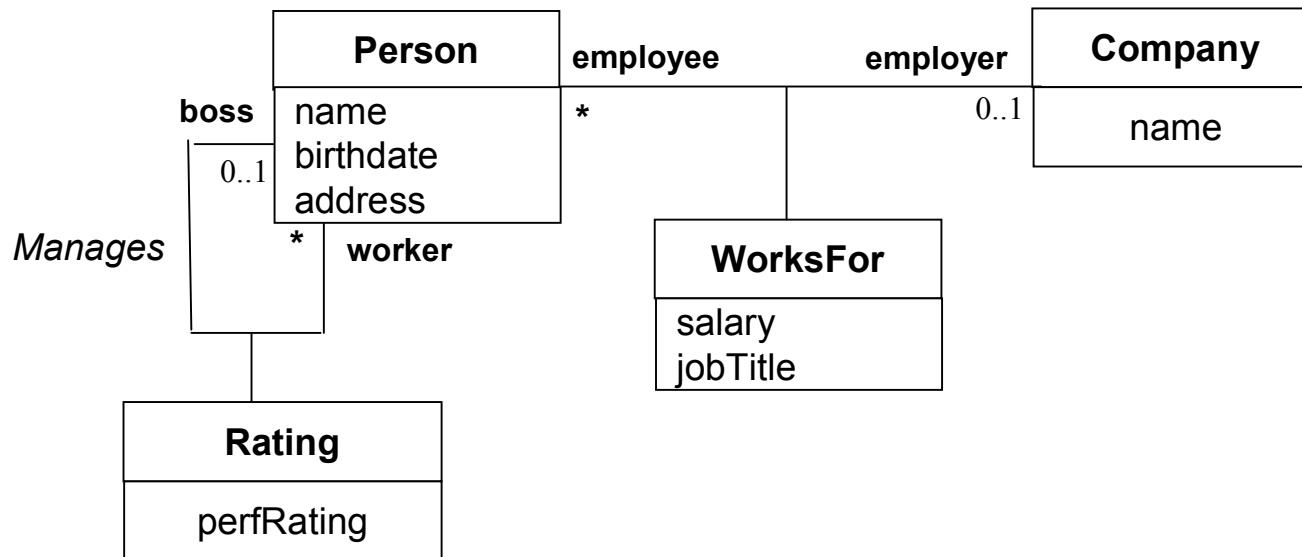 Person
name
birthdate
address
employee
*
employer
0..1
Company
name
boss
0..1
Manages
*
worker
WorksFor
salary
jobTitle
Rating
perfRating